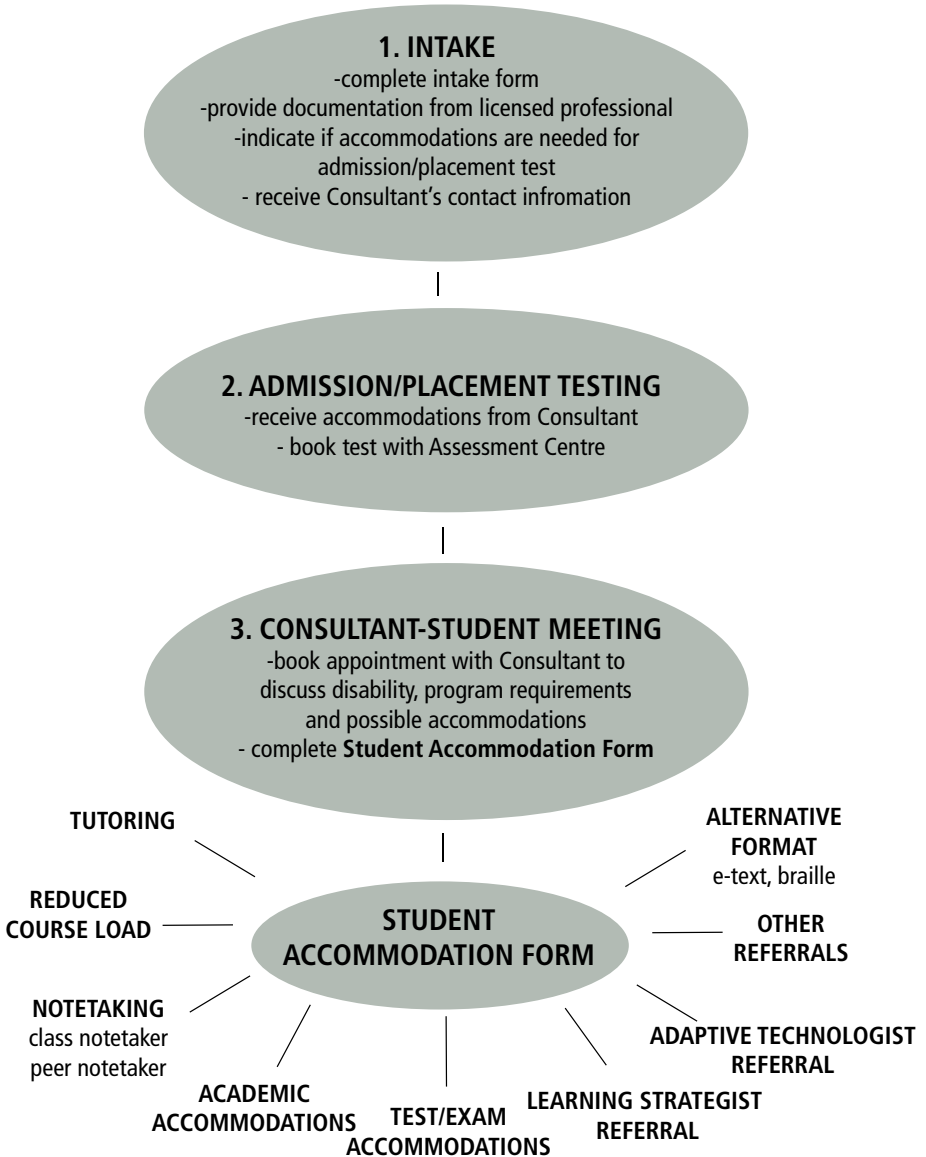 1. INTAKE
-complete intake form
-provide documentation from licensed professional
-indicate if accommodations are needed for
admission/placement test
- receive Consultant's contact infromation
2. ADMISSION/PLACEMENT TESTING
-receive accommodations from Consultant
- book test with Assessment Centre
3. CONSULTANT-STUDENT MEETING
-book appointment with Consultant to
discuss disability, program requirements
and possible accommodations
- complete Student Accommodation Form
STUDENT
ACCOMMODATION FORM
TUTORING
REDUCED
COURSE LOAD
NOTETAKING
class notetaker
peer notetaker
ACADEMIC
ACCOMMODATIONS
TEST/EXAM
ACCOMMODATIONS
LEARNING STRATEGIST
REFERRAL
ADAPTIVE TECHNOLOGIST
REFERRAL
OTHER
REFERRALS
ALTERNATIVE
FORMAT
e-text, braille